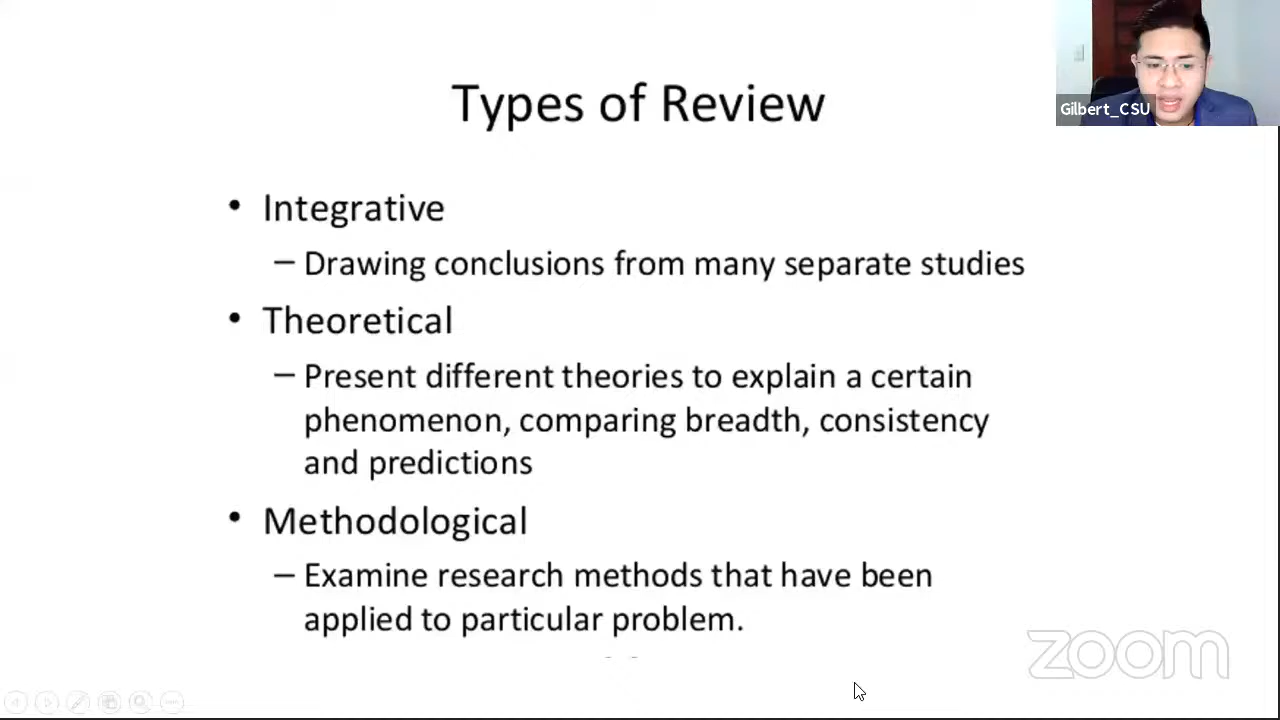 Types of Review
Gilbert_CSU
• Integrative
– Drawing conclusions from many separate studies
• Theoretical
– Present different theories to explain a certain
phenomenon, comparing breadth, consistency
and predictions
• Methodological
– Examine research methods that have been
applied to particular problem.
zoom